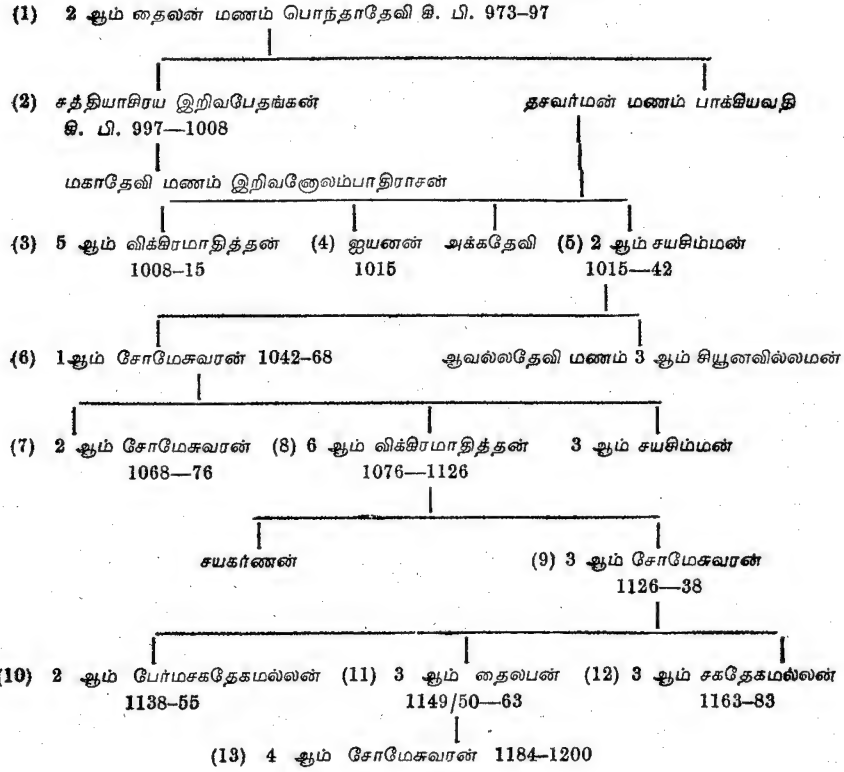 (1) 2 ஆம் தைலன் மணம் பொந்தாதேவி கி. பி. 973–97
(2) சத்தியாசிரய இறிவபேதங்கன் தசவர்மன் மணம் பாக்கியவதி
கி. பி. 997—1008
மகாதேவி மணம் இறிவனோலம்பாதிராசன்
(3) 5 ஆம் விக்கிரமாதித்தன் (4) ஐயனன் அக்கதேவி (5) 2 ஆம் சயசிம்மன்
1008–15 1015 1015—42
(6) 1ஆம் சோமேசுவரன் 1042–68 ஆவல்லதேவி மணம் 3 ஆம் சியூனவில்லமன்
(7) 2 ஆம் சோமேசுவரன் (8) 6 ஆம் விக்கிரமாதித்தன் 3 ஆம் சயசிம்மன்
1068—76 1076—1126
சயகர்ணன் (9) 3 ஆம் சோமேசுவரன்
1126—38
(10) 2 ஆம் பேர்மசகதேகமல்லன் (11) 3 ஆம் தைலபன் (12) 3 ஆம் சகதேகமல்லன்
1138–55 1149/50—63 1163–83
(13) 4 ஆம் சோமேசுவரன் 1184–1200